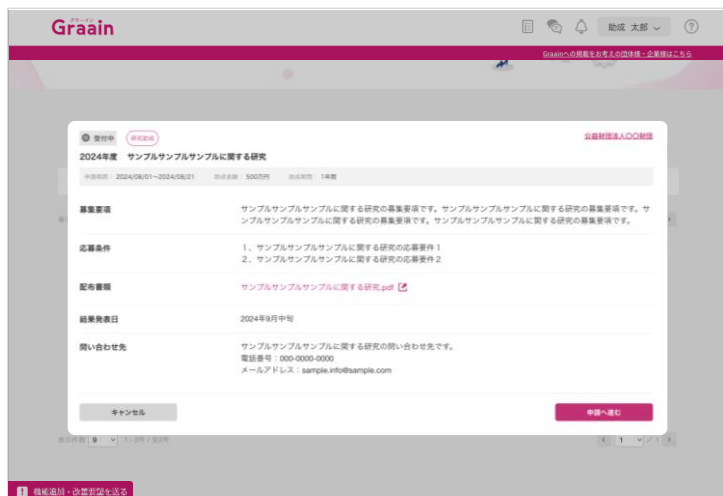 グラーイン
Graain
助成 太郎
Graainへの掲載をお考えの団体様・企業様はこちら
受付中 研究助成 公益財団法人〇〇財団
2024年度 サンプルサンプルサンプルに関する研究
申請期間 2024/08/01~2024/08/21 助成金額 500万円 助成期間 1年間
募集要項 サンプルサンプルサンプルに関する研究の募集要項です。サンプルサンプルサンプルに関する研究の募集要項です。サ
ンプルサンプルサンプルに関する研究の募集要項です。サンプルサンプルサンプルに関する研究の募集要項です。
応募条件 1、サンプルサンプルサンプルに関する研究の応募要件1
2、サンプルサンプルサンプルに関する研究の応募要件2
配布書類 サンプルサンプルサンプルに関する研究.pdf
結果発表日 2024年9月中旬
問い合わせ先 サンプルサンプルサンプルに関する研究の問い合わせ先です。
電話番号：000-0000-0000
メールアドレス：sample.info@sample.com
キャンセル 申請へ進む
表示件数 9 1 - 2件 / 全2件 1 / 1
機能追加・改善要望を送る